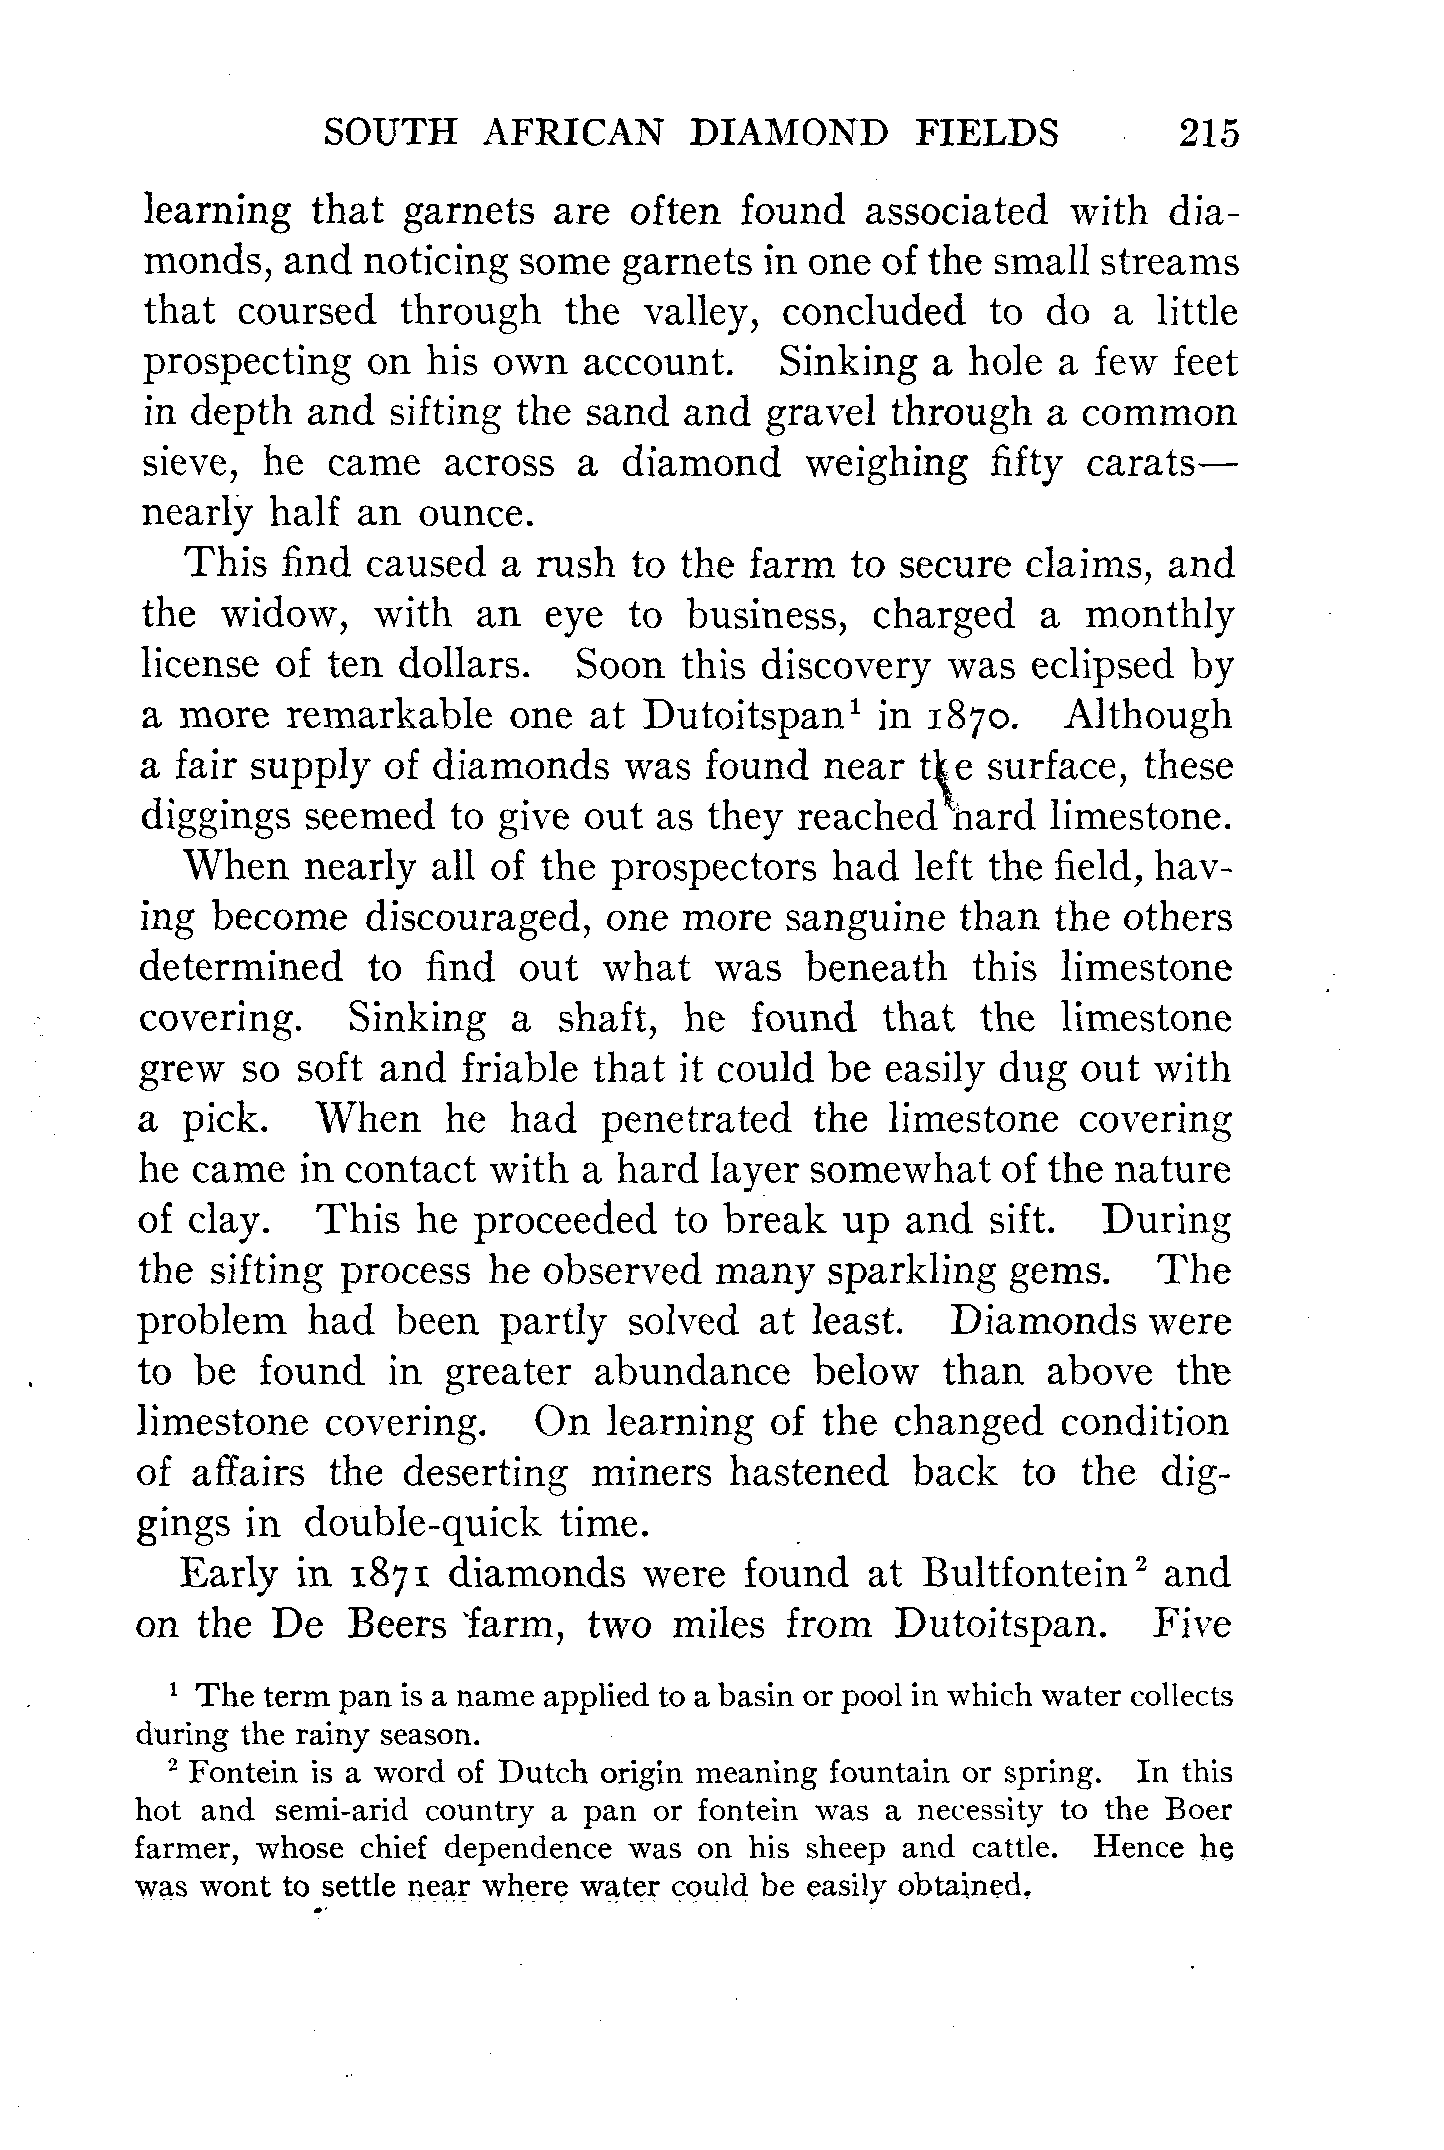 SOUTH AFRICAN DIAMOND FIELDS 215
learning that garnets are often found associated with dia-
monds, and noticing some garnets in one of the small streams
that coursed through the valley, concluded to do a little
prospecting on his own account. Sinking a hole a few feet
in depth and sifting the sand and gravel through a common
sieve, he came across a diamond weighing fifty carats—
nearly half an ounce.
This find caused a rush to the farm to secure claims, and
the widow, with an eye to business, charged a monthly
license of ten dollars. Soon this discovery was eclipsed by
a more remarkable one at Dutoitspan¹ in 1870. Although
a fair supply of diamonds was found near the surface, these
diggings seemed to give out as they reached hard limestone.
When nearly all of the prospectors had left the field, hav-
ing become discouraged, one more sanguine than the others
determined to find out what was beneath this limestone
covering. Sinking a shaft, he found that the limestone
grew so soft and friable that it could be easily dug out with
a pick. When he had penetrated the limestone covering
he came in contact with a hard layer somewhat of the nature
of clay. This he proceeded to break up and sift. During
the sifting process he observed many sparkling gems. The
problem had been partly solved at least. Diamonds were
to be found in greater abundance below than above the
limestone covering. On learning of the changed condition
of affairs the deserting miners hastened back to the dig-
gings in double-quick time.
Early in 1871 diamonds were found at Bultfontein² and
on the De Beers farm, two miles from Dutoitspan. Five
¹ The term pan is a name applied to a basin or pool in which water collects
during the rainy season.
² Fontein is a word of Dutch origin meaning fountain or spring. In this
hot and semi-arid country a pan or fontein was a necessity to the Boer
farmer, whose chief dependence was on his sheep and cattle. Hence he
was wont to settle near where water could be easily obtained.